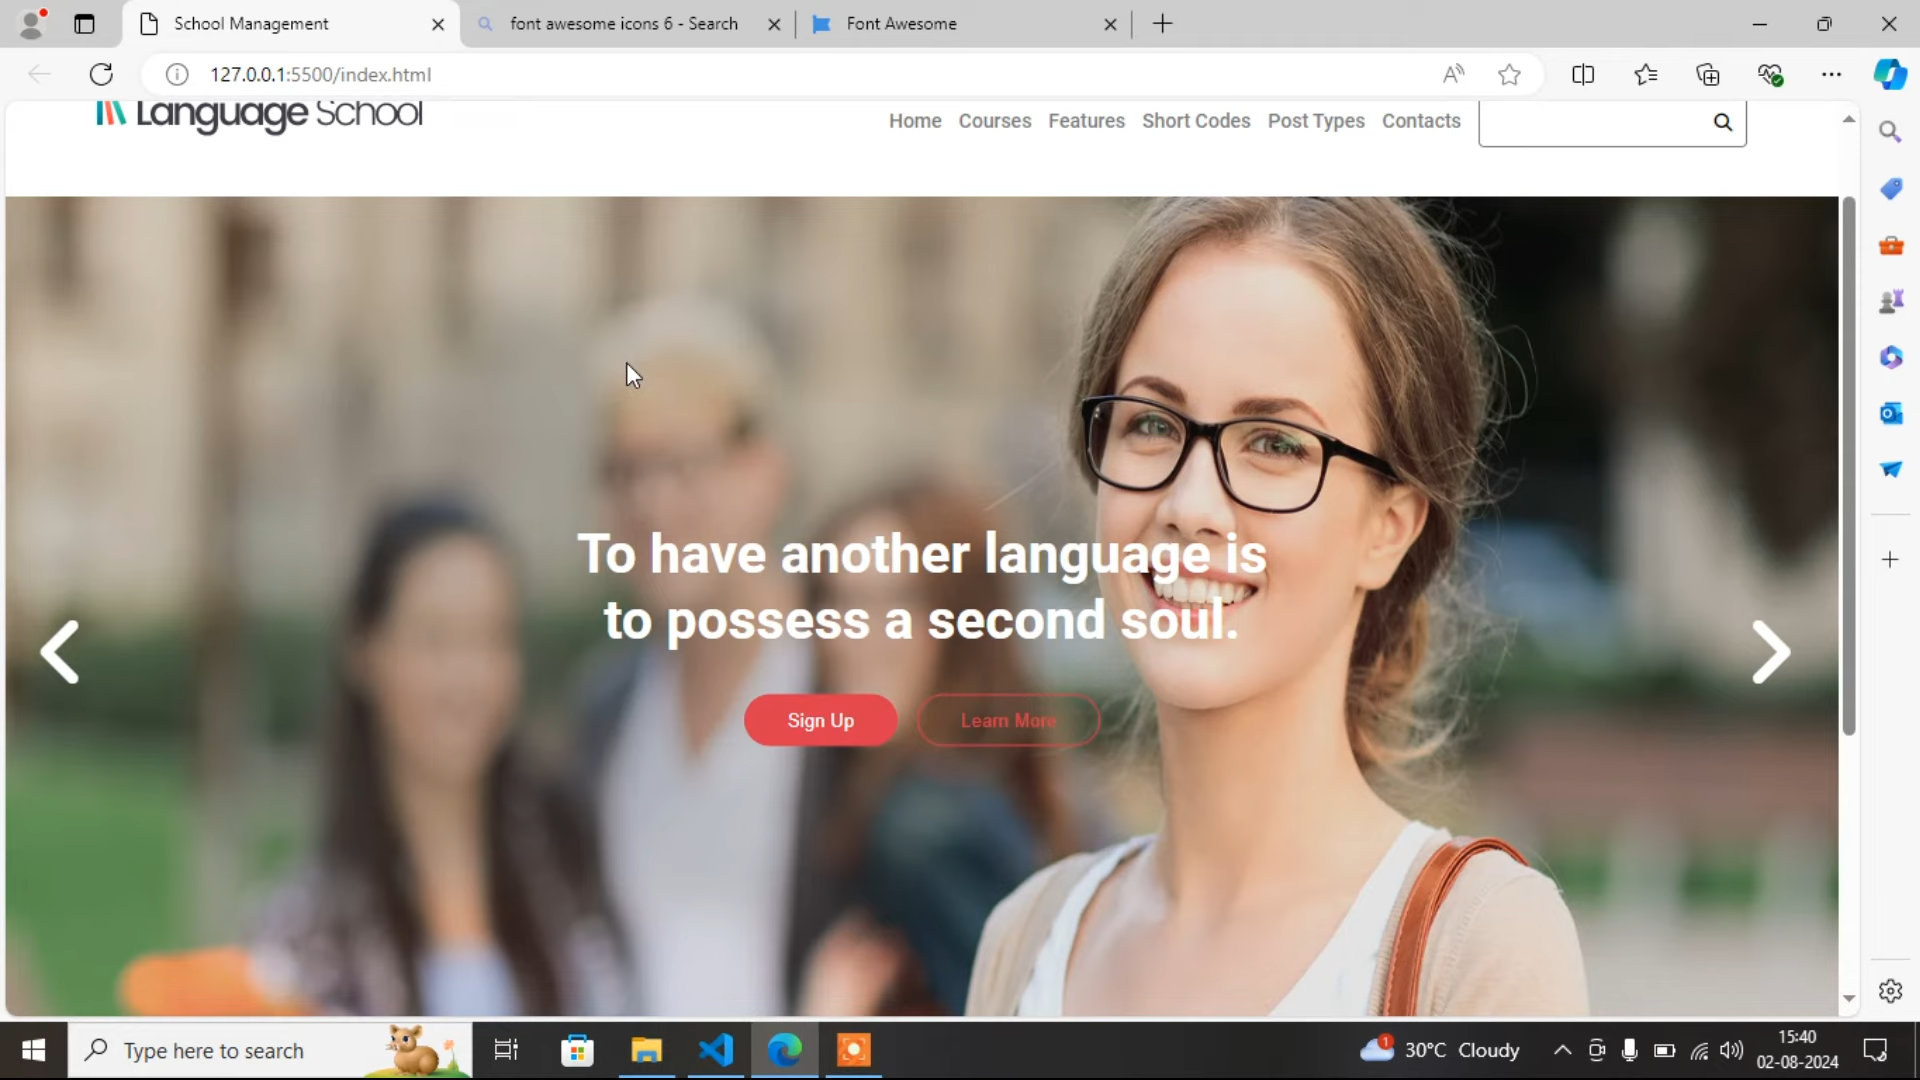 School Management
font awesome icons 6 - Search
Font Awesome
127.0.0.1:5500/index.html
Language School
Home
Courses
Features
Short Codes
Post Types
Contacts
To have another language is
to possess a second soul.
Sign Up
Learn More
Type here to search
1
30°C Cloudy
15:40
02-08-2024